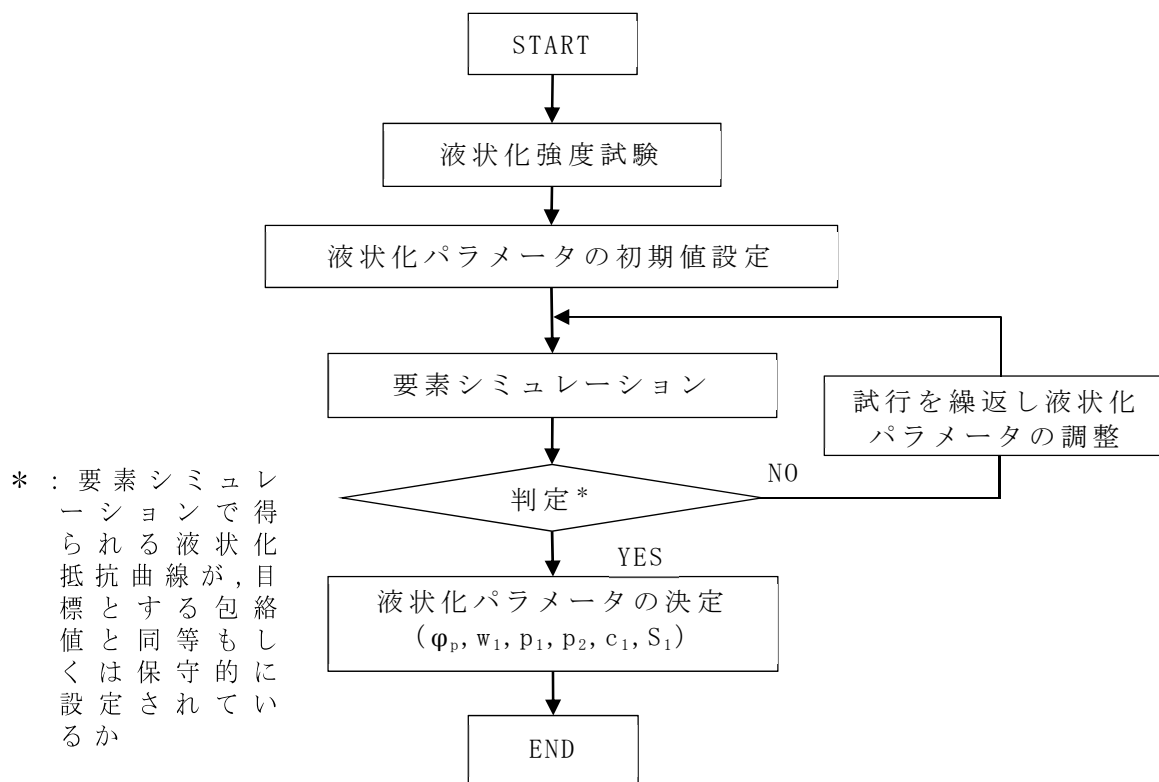 START
液状化強度試験
液状化パラメータの初期値設定
要素シミュレーション
試行を繰返し液状化
パラメータの調整
判定*
NO
YES
液状化パラメータの決定
(φp,w1,p1,p2,c1,S1)
END
*:要素シミュレ
ーションで得
られる液状化
抵抗曲線が,目
標とする包絡
値と同等もし
くは保守的に
設定されてい
るか